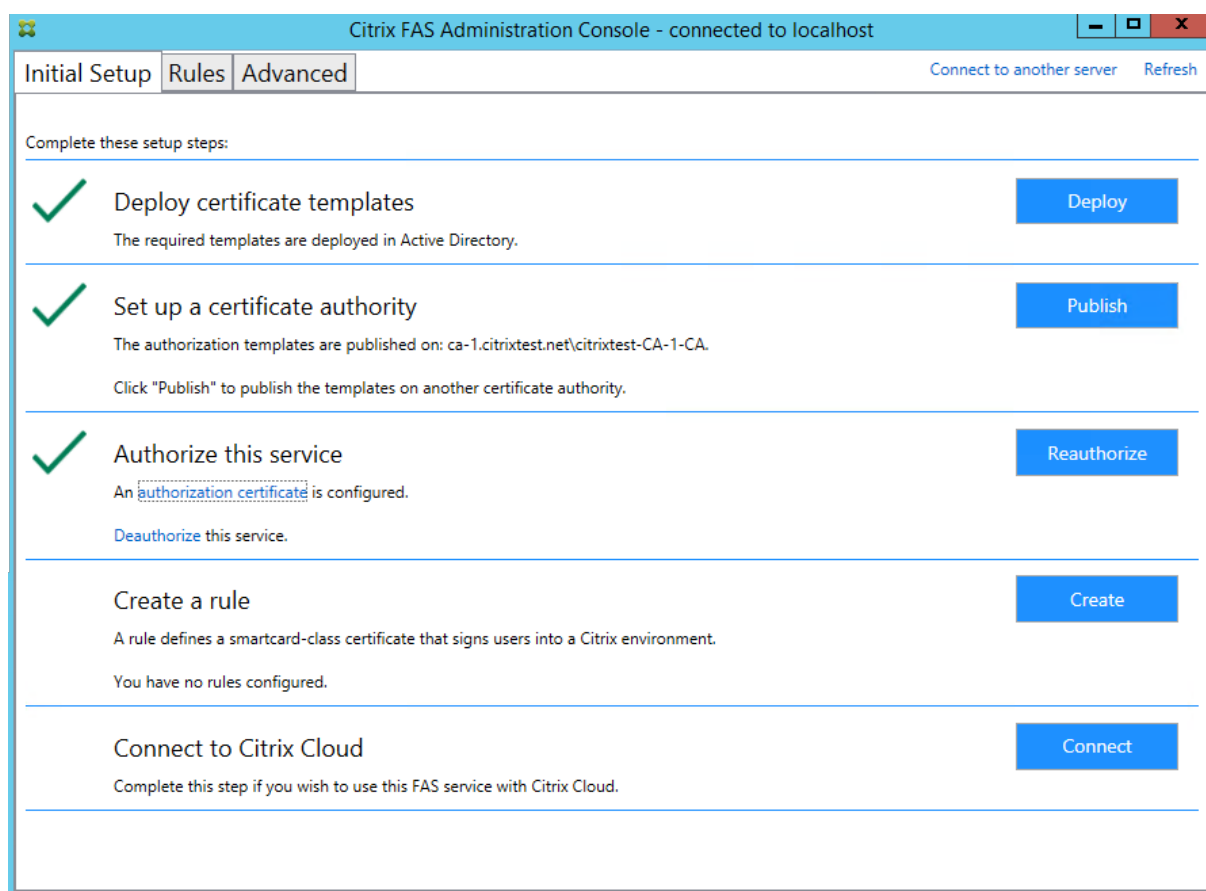 Citrix FAS Administration Console - connected to localhost
Initial Setup Rules Advanced Connect to another server Refresh
Complete these setup steps:
Deploy certificate templates Deploy
The required templates are deployed in Active Directory.
Set up a certificate authority Publish
The authorization templates are published on: ca-1.citrixtest.net\citrixtest-CA-1-CA.
Click "Publish" to publish the templates on another certificate authority.
Authorize this service Reauthorize
An authorization certificate is configured.
Deauthorize this service.
Create a rule Create
A rule defines a smartcard-class certificate that signs users into a Citrix environment.
You have no rules configured.
Connect to Citrix Cloud Connect
Complete this step if you wish to use this FAS service with Citrix Cloud.